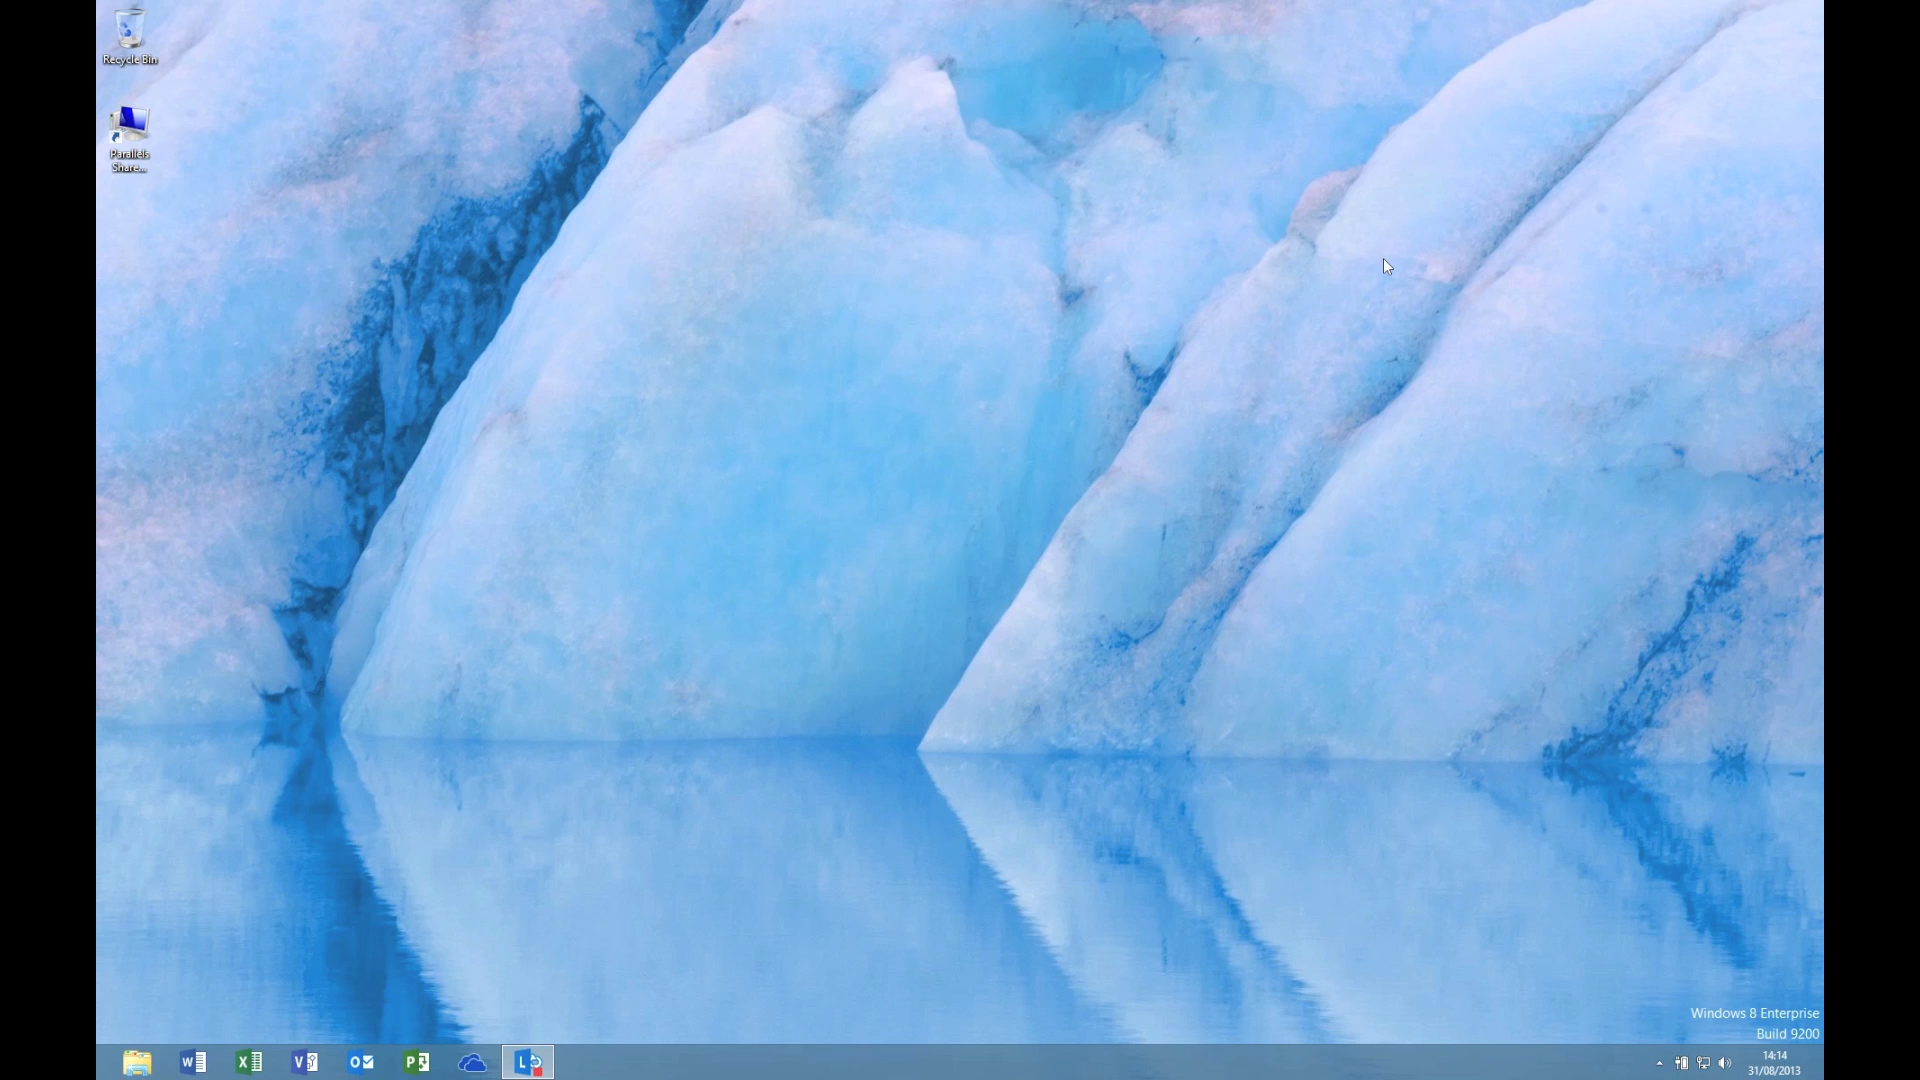 Recycle Bin
Parallels
Share...
Windows 8 Enterprise
Build 9200
W
X
V
O
P
L
14:14
31/08/2013